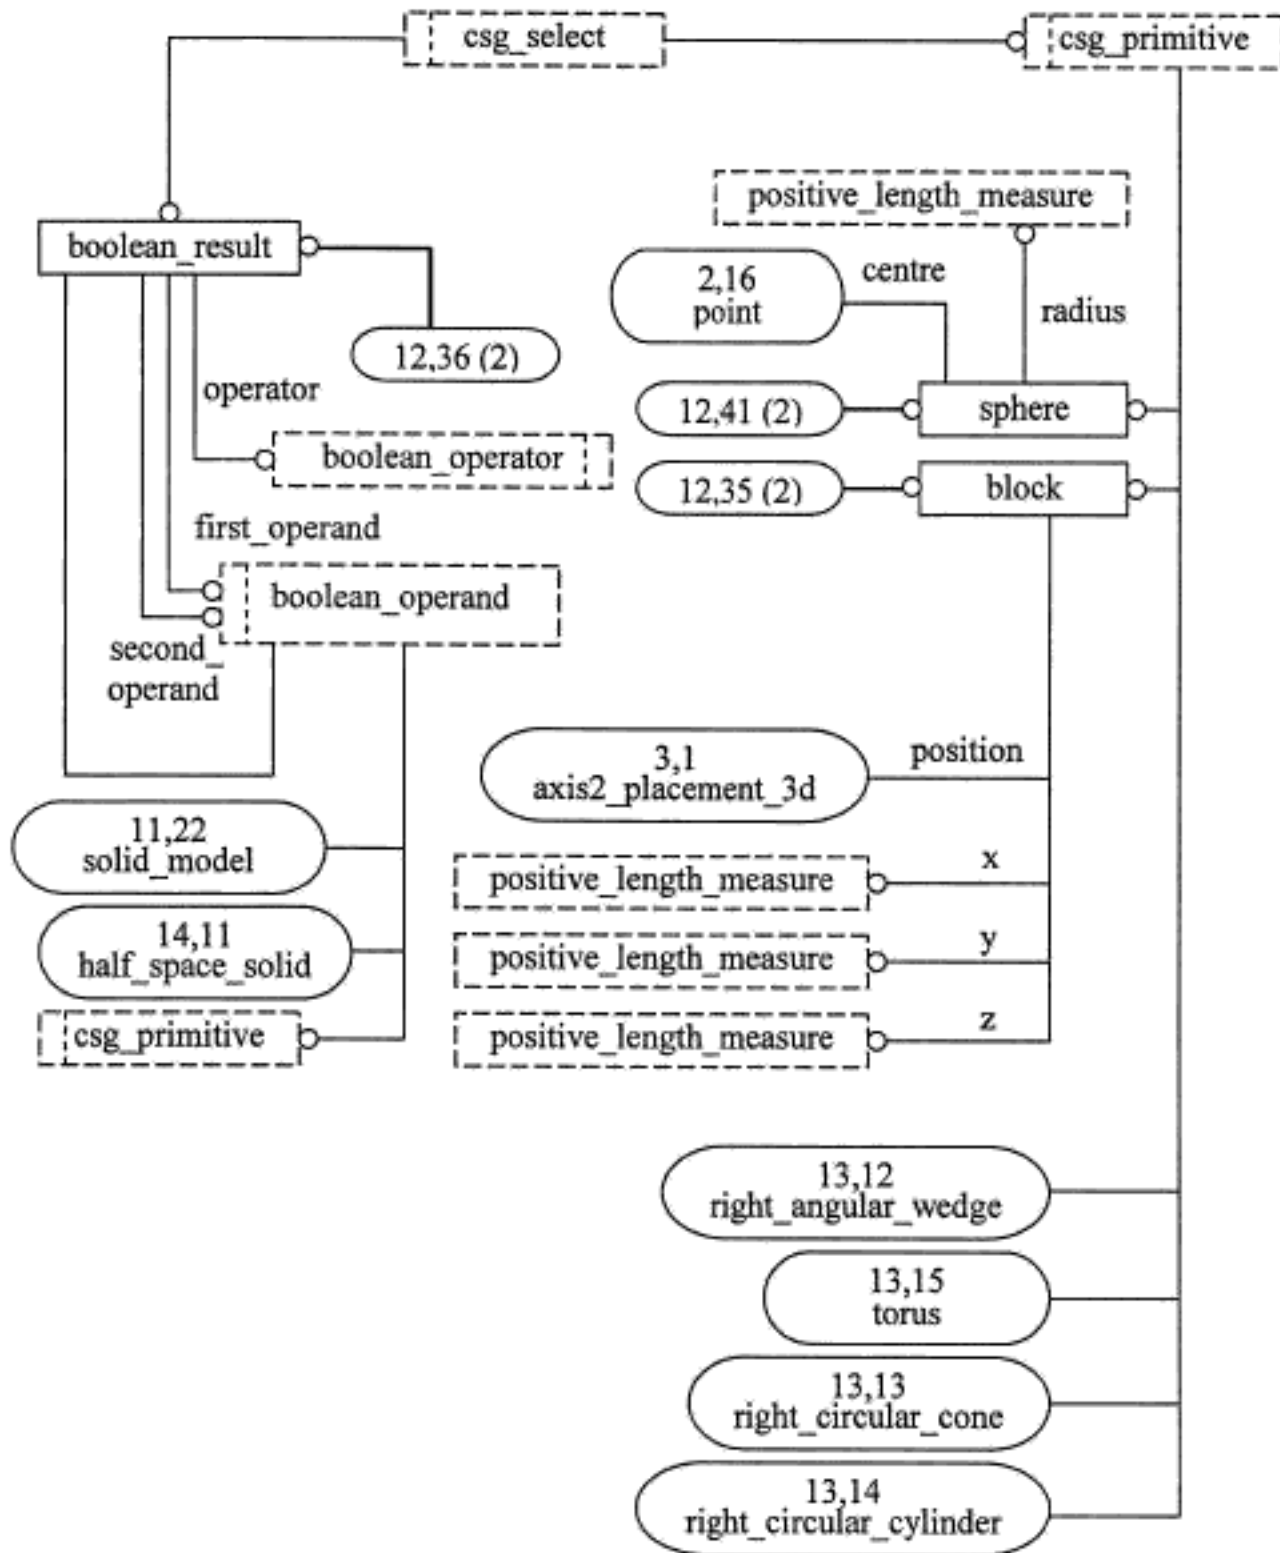 csg_select
csg_primitive
positive_length_measure
boolean_result
2,16
point
centre
radius
12,36 (2)
operator
12,41 (2)
sphere
boolean_operator
12,35 (2)
block
first_operand
boolean_operand
second_
operand
3,1
axis2_placement_3d
position
11,22
solid_model
x
positive_length_measure
14,11
half_space_solid
y
positive_length_measure
csg_primitive
z
positive_length_measure
13,12
right_angular_wedge
13,15
torus
13,13
right_circular_cone
13,14
right_circular_cylinder